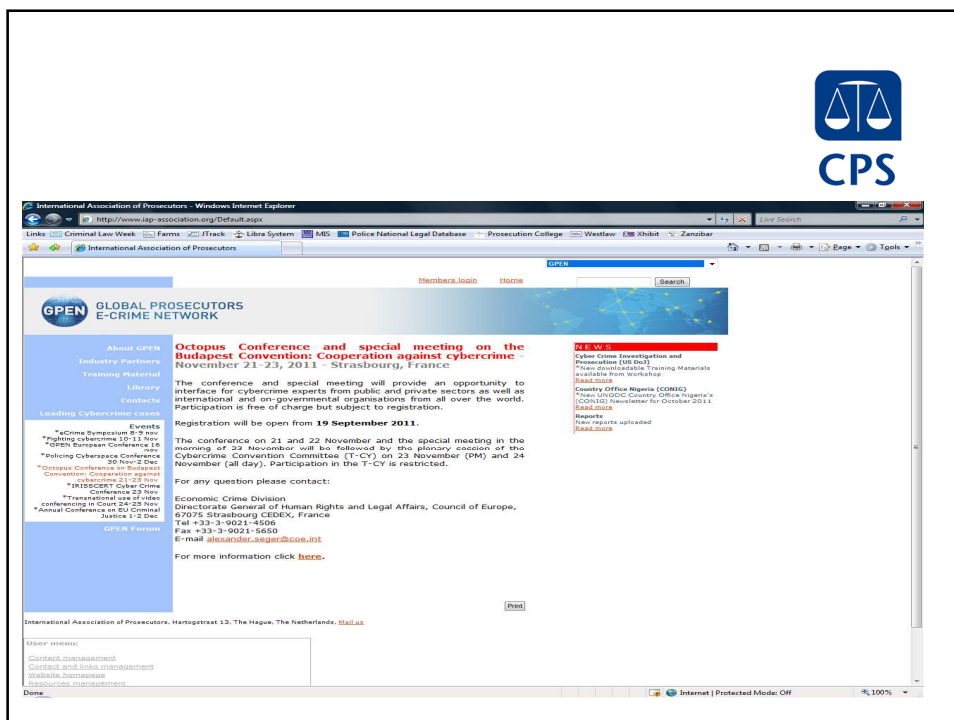 CPS
International Association of Prosecutors - Windows Internet Explorer
http://www.iap-association.org/Default.aspx
Live Search
Links Criminal Law Week Farms JTrack Libra System MIS Police National Legal Database Prosecution College Westlaw Xhibit Zanzibar
International Association of Prosecutors
Page Tools
GPEN
Members login Home
Search
GPEN GLOBAL PROSECUTORS
E-CRIME NETWORK
About GPEN
Industry Partners
Training Material
Library
Contacts
Leading Cybercrime cases
Events
*eCrime Symposium 8-9 nov
*Fighting cybercrime 10-11 Nov
*GPEN European Conference 16
nov
*Policing Cyberspace Conference
30 Nov-2 Dec
*Octopus Conference on Budapest
Convention: Cooperation against
cybercrime 21-23 Nov
*IRISSCERT Cyber Crime
Conference 23 Nov
*Transnational use of video
conferencing in Court 24-25 Nov
*Annual Conference on EU Criminal
Justice 1-2 Dec
GPEN Forum
Octopus Conference and special meeting on the
Budapest Convention: Cooperation against cybercrime -
November 21-23, 2011 - Strasbourg, France
The conference and special meeting will provide an opportunity to
interface for cybercrime experts from public and private sectors as well as
international and on-governmental organisations from all over the world.
Participation is free of charge but subject to registration.
Registration will be open from 19 September 2011.
The conference on 21 and 22 November and the special meeting in the
morning of 23 November will be followed by the plenary session of the
Cybercrime Convention Committee (T-CY) on 23 November (PM) and 24
November (all day). Participation in the T-CY is restricted.
For any question please contact:
Economic Crime Division
Directorate General of Human Rights and Legal Affairs, Council of Europe,
67075 Strasbourg CEDEX, France
Tel +33-3-9021-4506
Fax +33-3-9021-5650
E-mail alexander.seger@coe.int
For more information click here.
Print
NEWS
Cyber Crime Investigation and
Prosecution (US DoJ)
*New downloadable Training Materials
available from Workshop
Read more
Country Office Nigeria (CONIG)
*New UNODC Country Office Nigeria's
(CONIG) Newsletter for October 2011
Read more
Reports
New reports uploaded
Read more
International Association of Prosecutors, Hartogstraat 13, The Hague, The Netherlands. Mail us
User menu:
Content management
Contact and links management
Website homepage
Resources management
Done
Internet | Protected Mode: Off
100%